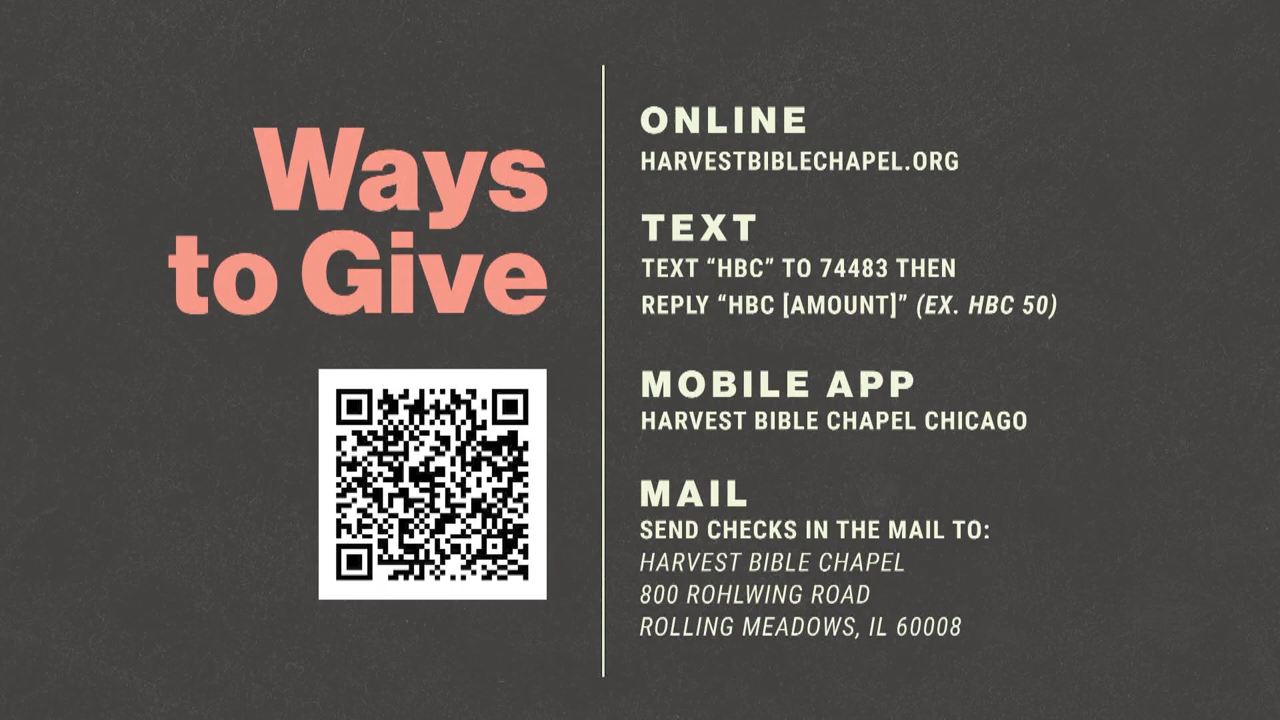 Ways
to Give
ONLINE
HARVESTBIBLECHAPEL.ORG
TEXT
TEXT “HBC” TO 74483 THEN
REPLY “HBC [AMOUNT]” (EX. HBC 50)
MOBILE APP
HARVEST BIBLE CHAPEL CHICAGO
MAIL
SEND CHECKS IN THE MAIL TO:
HARVEST BIBLE CHAPEL
800 ROHLWING ROAD
ROLLING MEADOWS, IL 60008